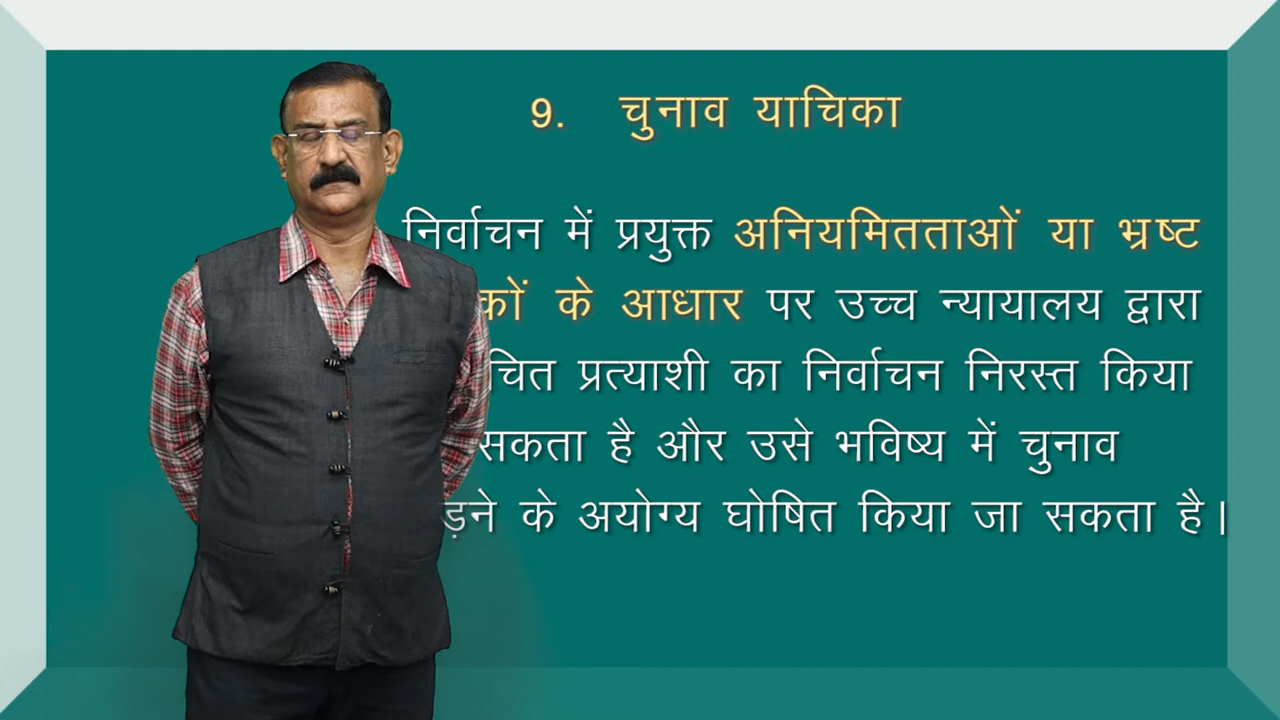 9. चुनाव याचिका
निर्वाचन में प्रयुक्त अनियमितताओं या भ्रष्ट
के आधार पर उच्च न्यायालय द्वारा
प्रत्याशी का निर्वाचन निरस्त किया
सकता है और उसे भविष्य में चुनाव
के अयोग्य घोषित किया जा सकता है।